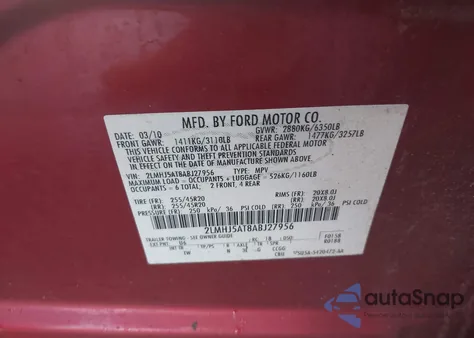 MFD. BY FORD MOTOR CO.
DATE: 03/10 GVWR: 2880KG/6350LB
FRONT GAWR: 1411KG/3110LB REAR GAWR: 1477KG/3257LB
THIS VEHICLE CONFORMS TO ALL APPLICABLE
FEDERAL MOTOR VEHICLE SAFETY
STANDARDS IN EFFECT ON THE DATE OF
MANUFACTURE SHOWN ABOVE.
VIN: 2LMHJ5AT8ABJ27956 TYPE: MPV
MAXIMUM LOAD = OCCUPANTS + LUGGAGE = 526KG/1160LB
OCCUPANTS = 6 TOTAL: 2 FRONT, 4 REAR
TIRE (FR): 255/45R20 RIMS (FR): 20X8.0J
TIRE (RR): 255/45R20 RIMS (RR): 20X8.0J
PRESSURE (FR): 250 kPa/ 36 PSI COLD (RR): 250 kPa/ 36 PSI COLD
2LMHJ5AT8ABJ27956
TRAILER TOWING - SEE OWNER GUIDE
autoSnap